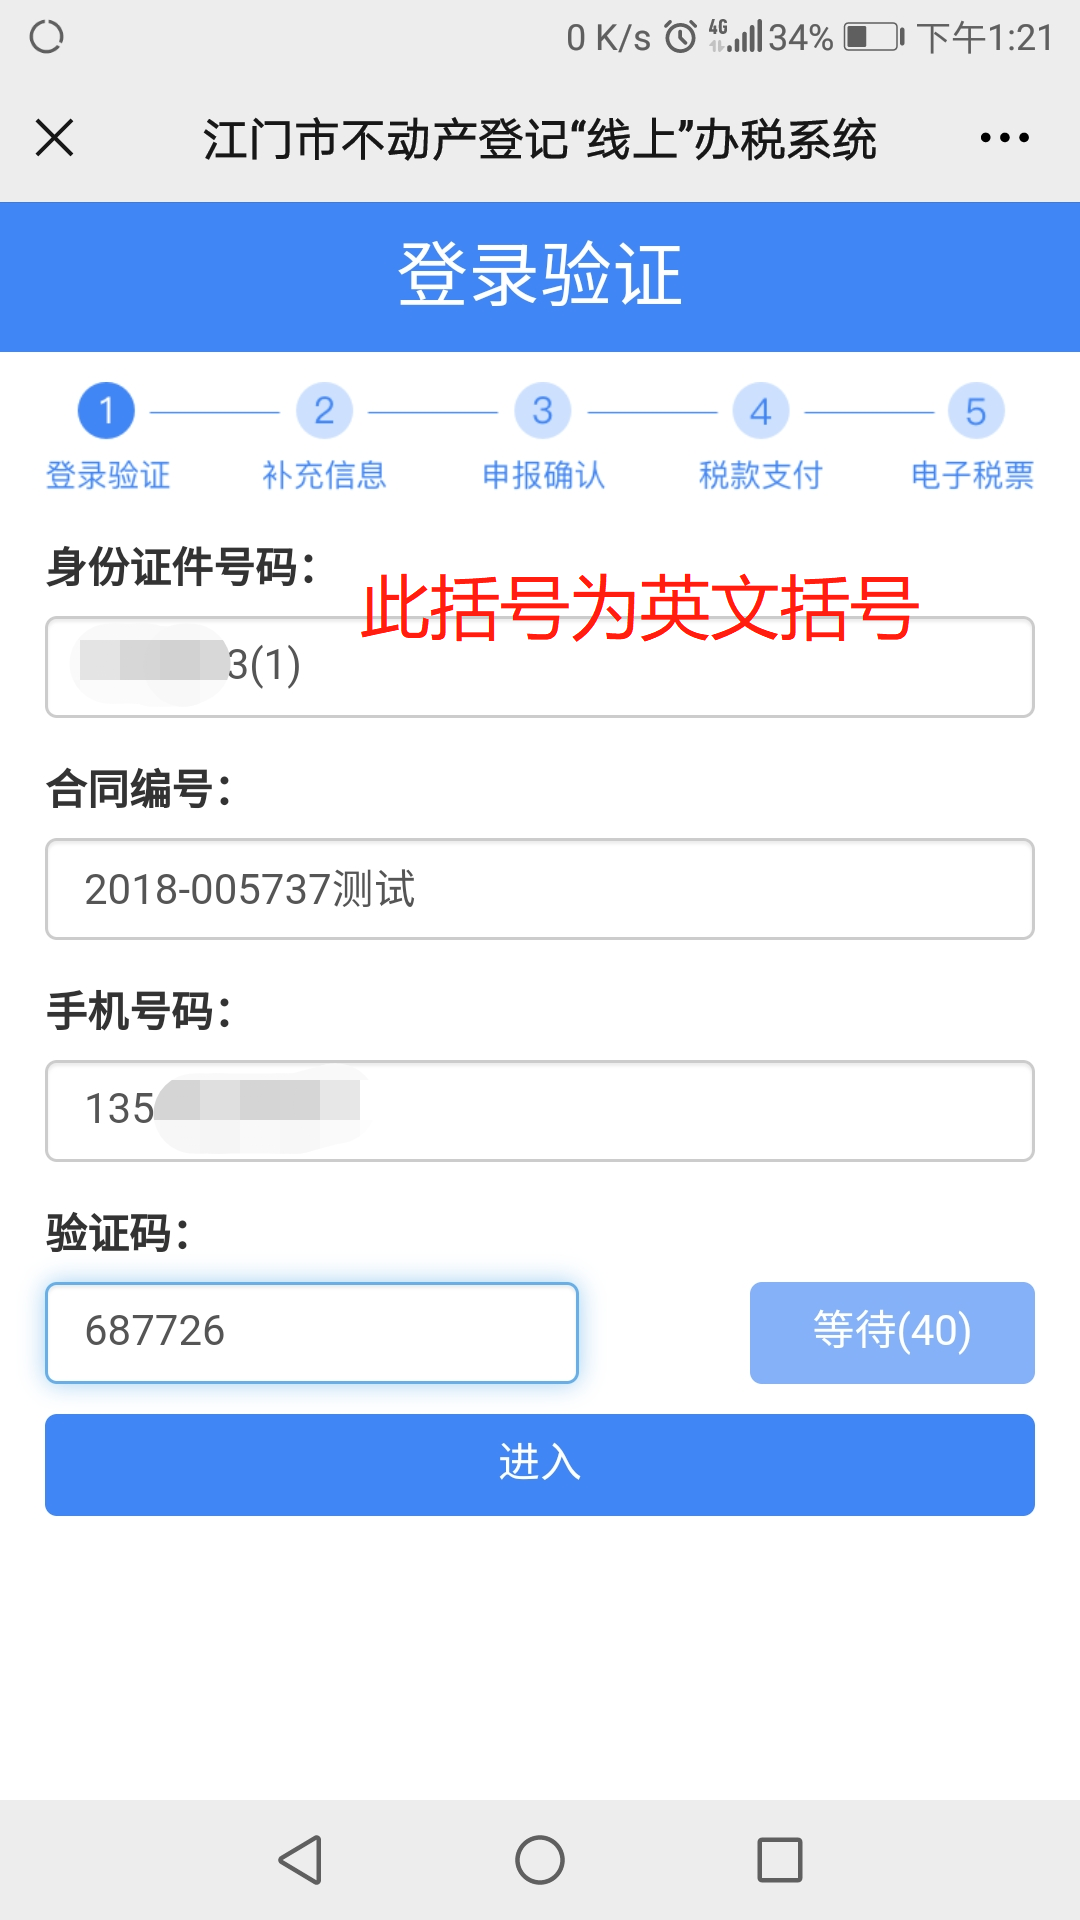 0 K/s 4G 34% 下午1:21
江门市不动产登记“线上”办税系统
登录验证
1 2 3 4 5
登录验证 补充信息 申报确认 税款支付 电子税票
身份证件号码：
此括号为英文括号
3(1)
合同编号：
2018-005737测试
手机号码：
135
验证码：
687726
等待(40)
进入